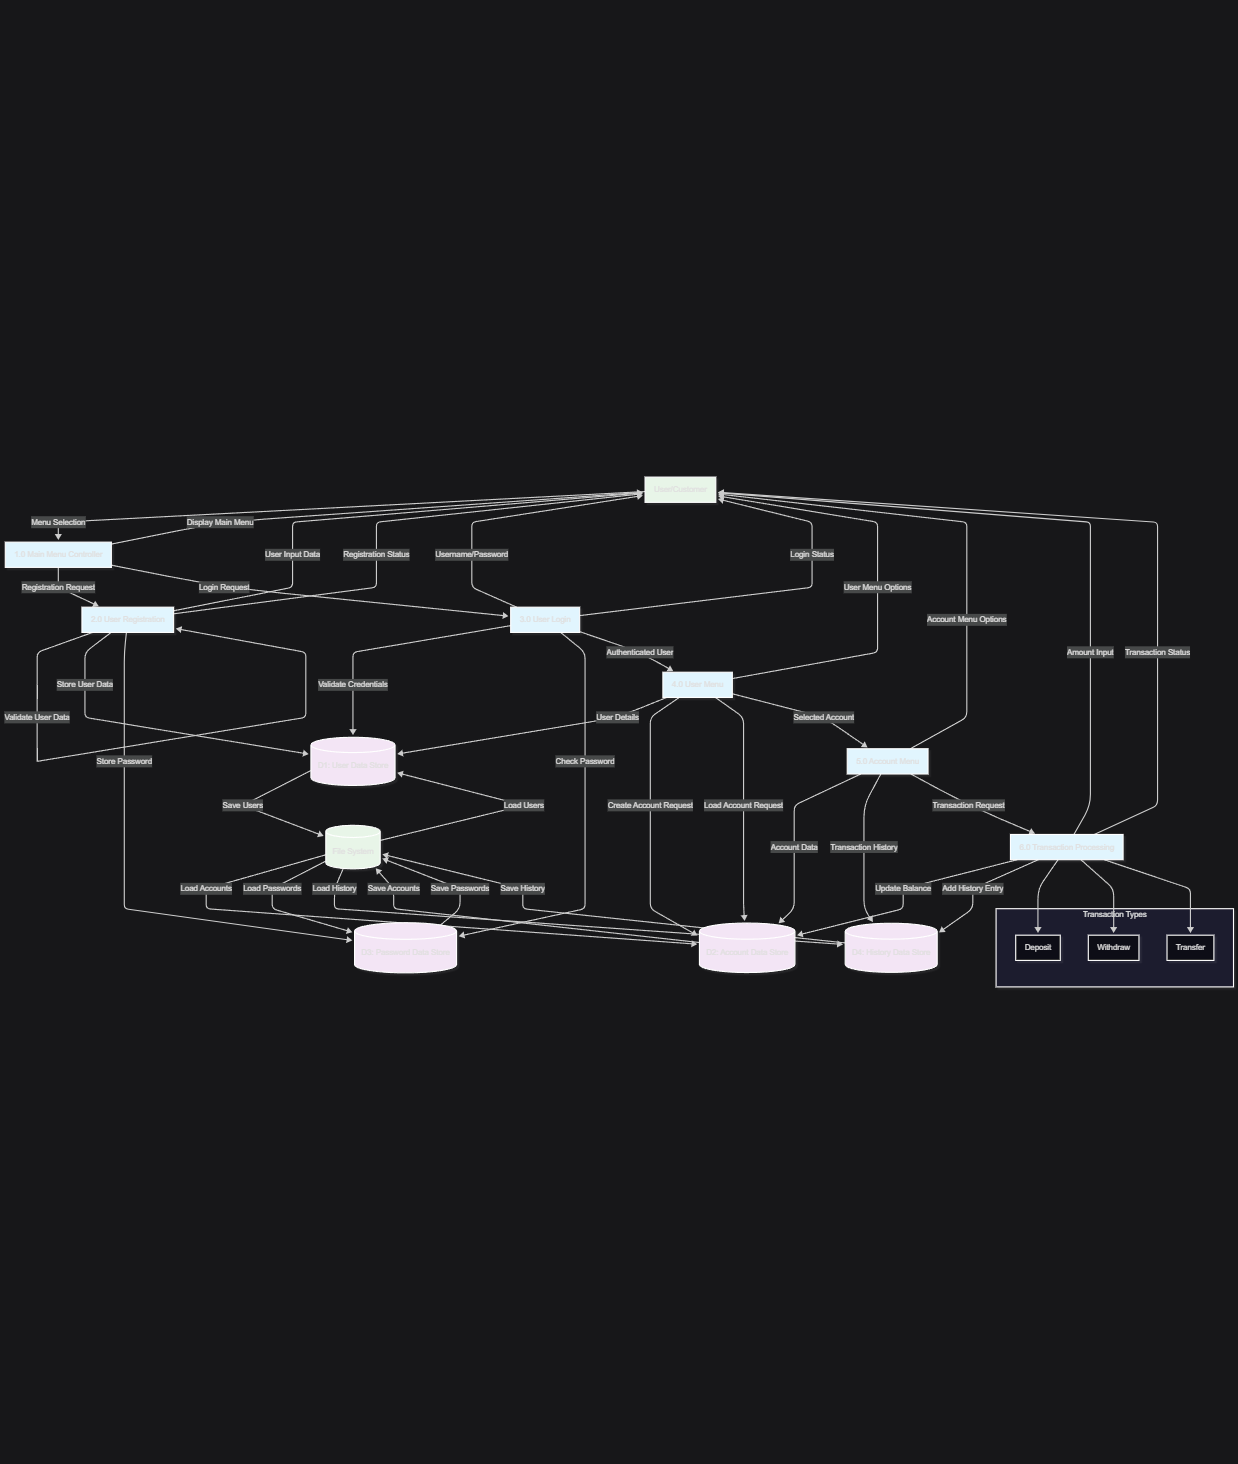 User/Customer
Menu Selection
Display Main Menu
1.0 Main Menu Controller
User Input Data
Registration Status
Username/Password
Login Status
Registration Request
Login Request
User Menu Options
2.0 User Registration
3.0 User Login
Account Menu Options
Authenticated User
Amount Input
Transaction Status
Store User Data
Validate Credentials
4.0 User Menu
Validate User Data
User Details
Selected Account
Store Password
D1: User Data Store
Check Password
5.0 Account Menu
Save Users
Load Users
Create Account Request
Load Account Request
Transaction Request
File System
Account Data
Transaction History
6.0 Transaction Processing
Load Accounts
Load Passwords
Load History
Save Accounts
Save Passwords
Save History
Update Balance
Add History Entry
Transaction Types
Password Data Store
Account Data Store
History Data Store
Deposit
Withdraw
Transfer